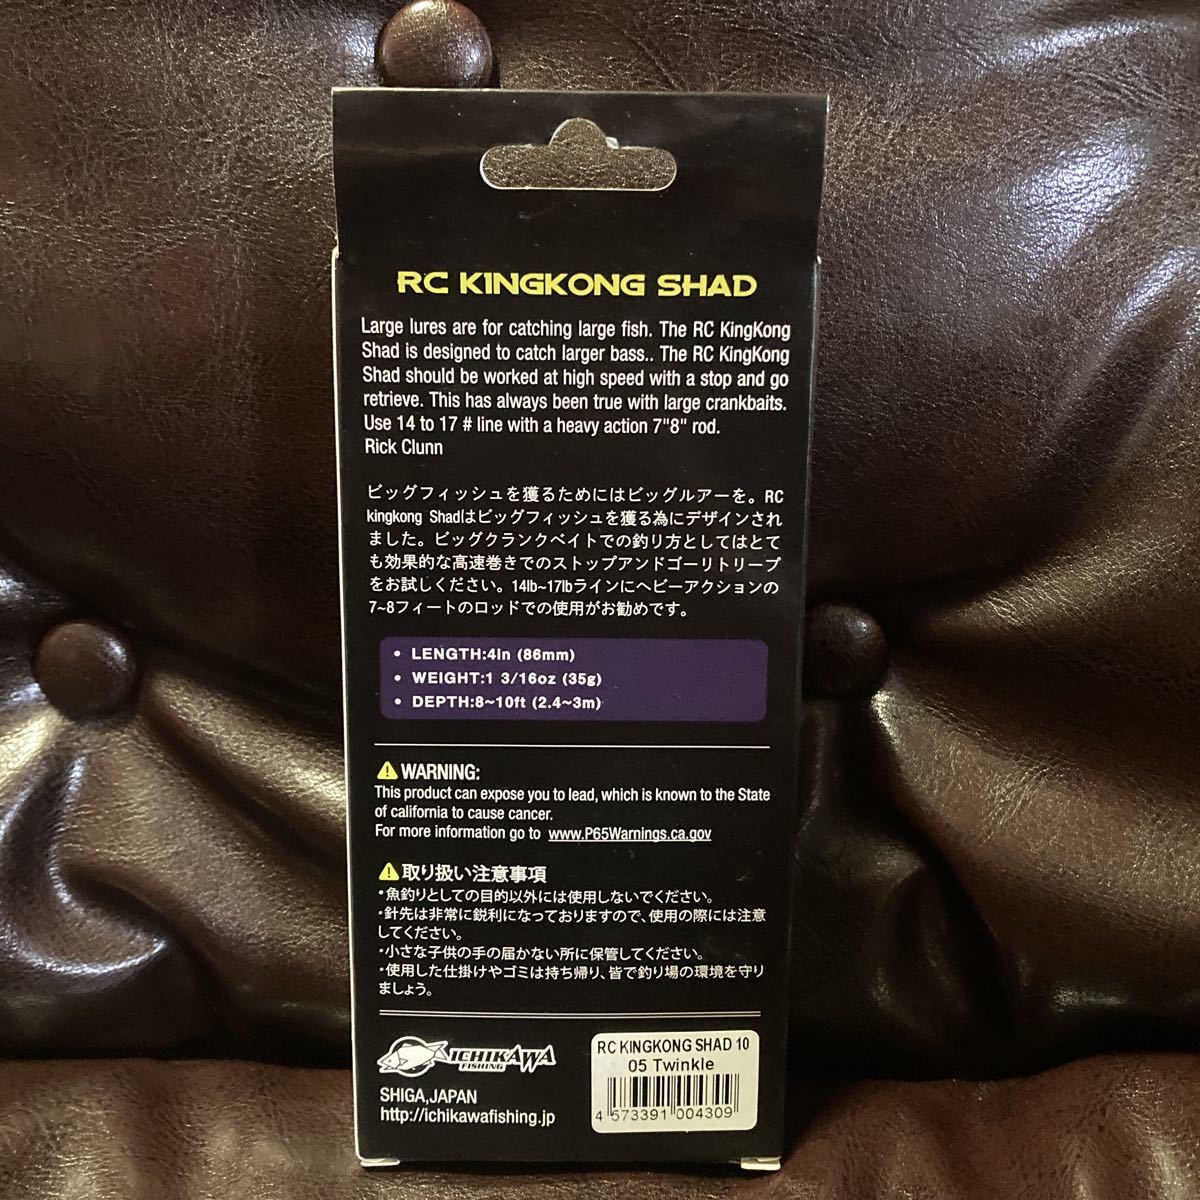 RC KINGKONG SHAD
Large lures are for catching large fish. The RC KingKong
Shad is designed to catch larger bass.. The RC KingKong
Shad should be worked at high speed with a stop and go
retrieve. This has always been true with large crankbaits.
Use 14 to 17 # line with a heavy action 7"8" rod.
Rick Clunn
ビッグフィッシュを獲るためにはビッグルアーを。RC
kingkong Shadはビッグフィッシュを獲る為にデザインされ
ました。ビッグクランクベイトでの釣り方としてはとて
も効果的な高速巻きでのストップアンドゴーリトリーブ
をお試しください。14lb~17lbラインにヘビーアクションの
7~8フィートのロッドでの使用がお勧めです。
• LENGTH:4in (86mm)
• WEIGHT:1 3/16oz (35g)
• DEPTH:8~10ft (2.4~3m)
⚠ WARNING:
This product can expose you to lead, which is known to the State
of california to cause cancer.
For more information go to www.P65Warnings.ca.gov
⚠取り扱い注意事項
・魚釣りとしての目的以外には使用しないでください。
・針先は非常に鋭利になっておりますので、使用の際には注意
してください。
・小さな子供の手の届かない所に保管してください。
・使用した仕掛けやゴミは持ち帰り、皆で釣り場の環境を守り
ましょう。
ICHIKAWA
FISHING
SHIGA,JAPAN
http://ichikawafishing.jp
RC KINGKONG SHAD 10
05 Twinkle
4 573391 004309